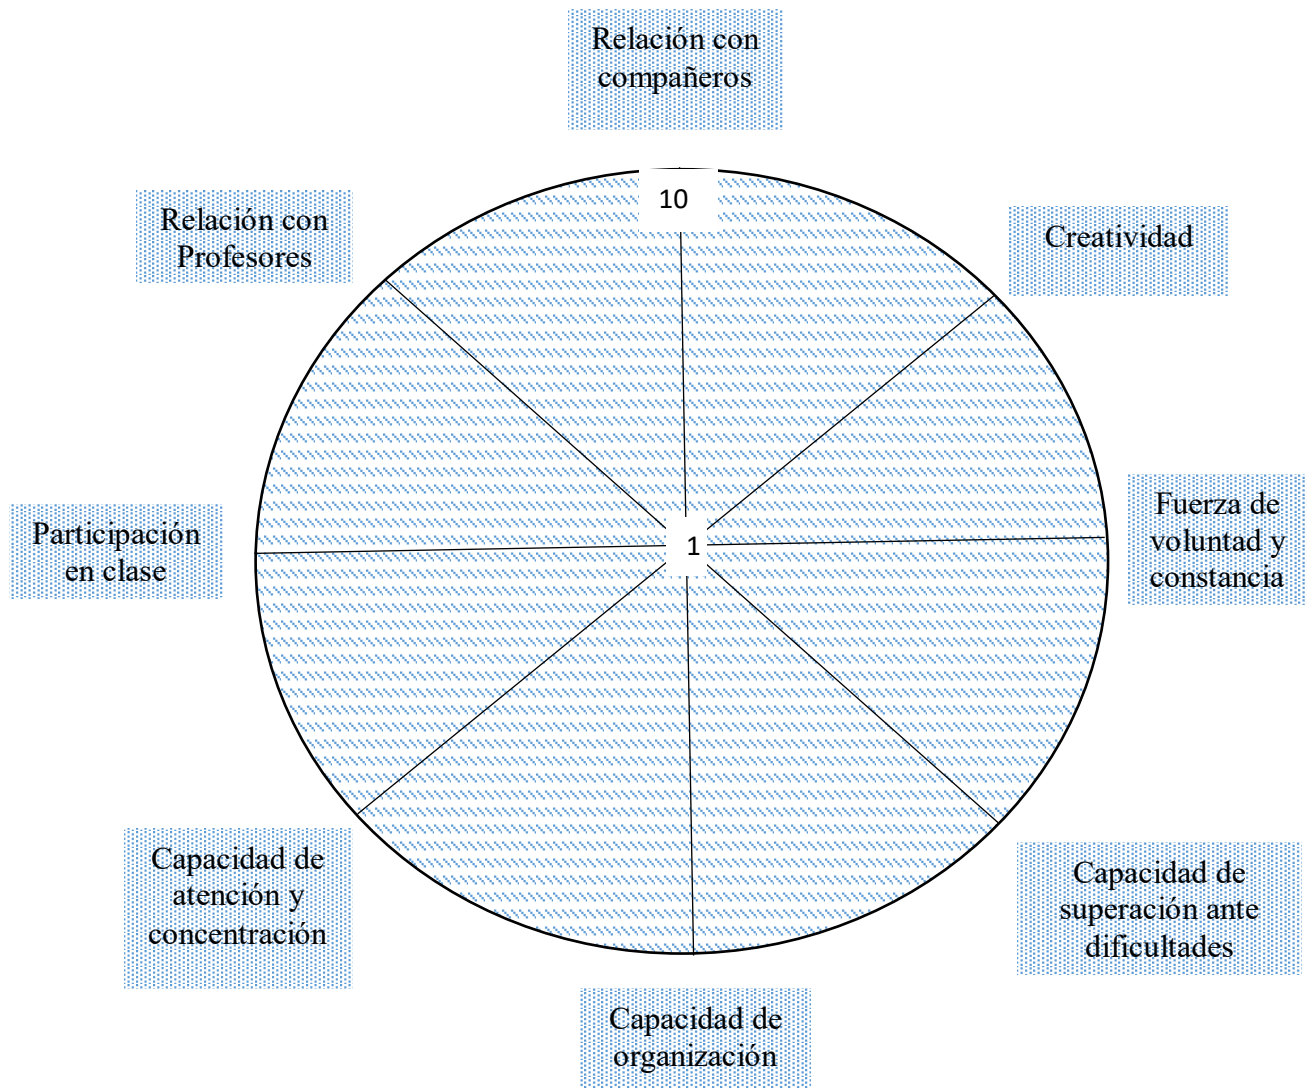 Relación con
compañeros
10
Relación con
Profesores
Creatividad
Participación
en clase
1
Fuerza de
voluntad y
constancia
Capacidad de
atención y
concentración
Capacidad de
superación ante
dificultades
Capacidad de
organización